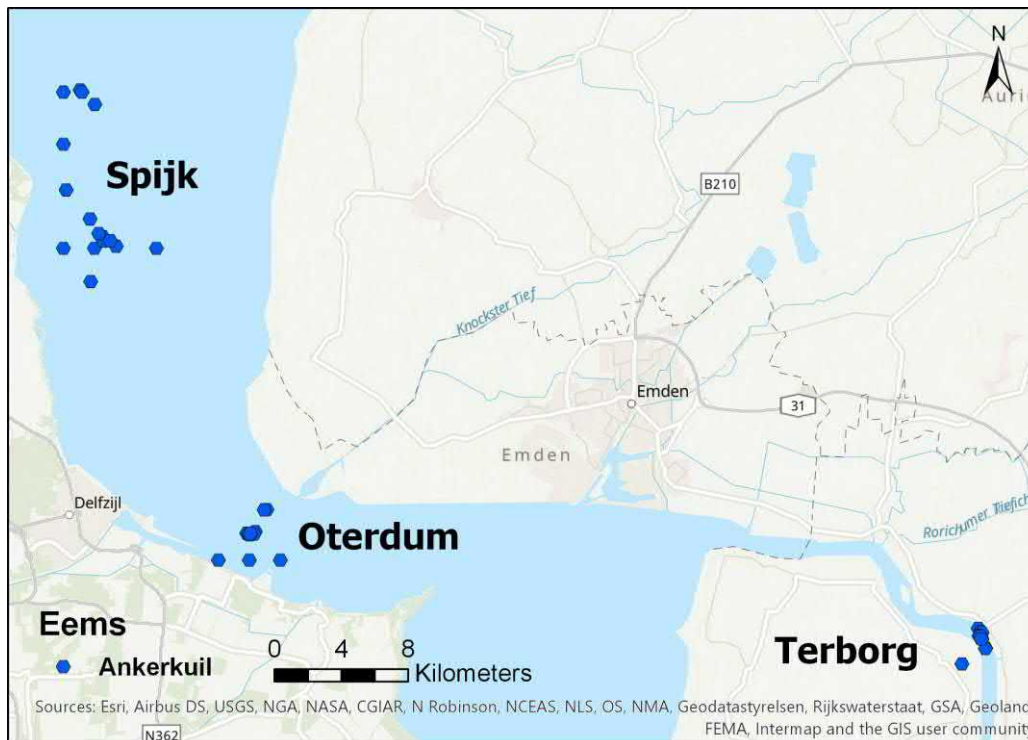 N
Auric
Spijk
B210
Knockster Tief
Emden
31
Emden
Delfzijl
Oterdum
Rorichumer Tief
Eems
Ankerkuil
0 4 8
Kilometers
Terborg
Sources: Esri, Airbus DS, USGS, NGA, NASA, CGIAR, N Robinson, NCEAS, NLS, OS, NMA, Geodatastyrelsen, Rijkswaterstaat, GSA, Geoland,
FEMA, Intermap and the GIS user community
N362